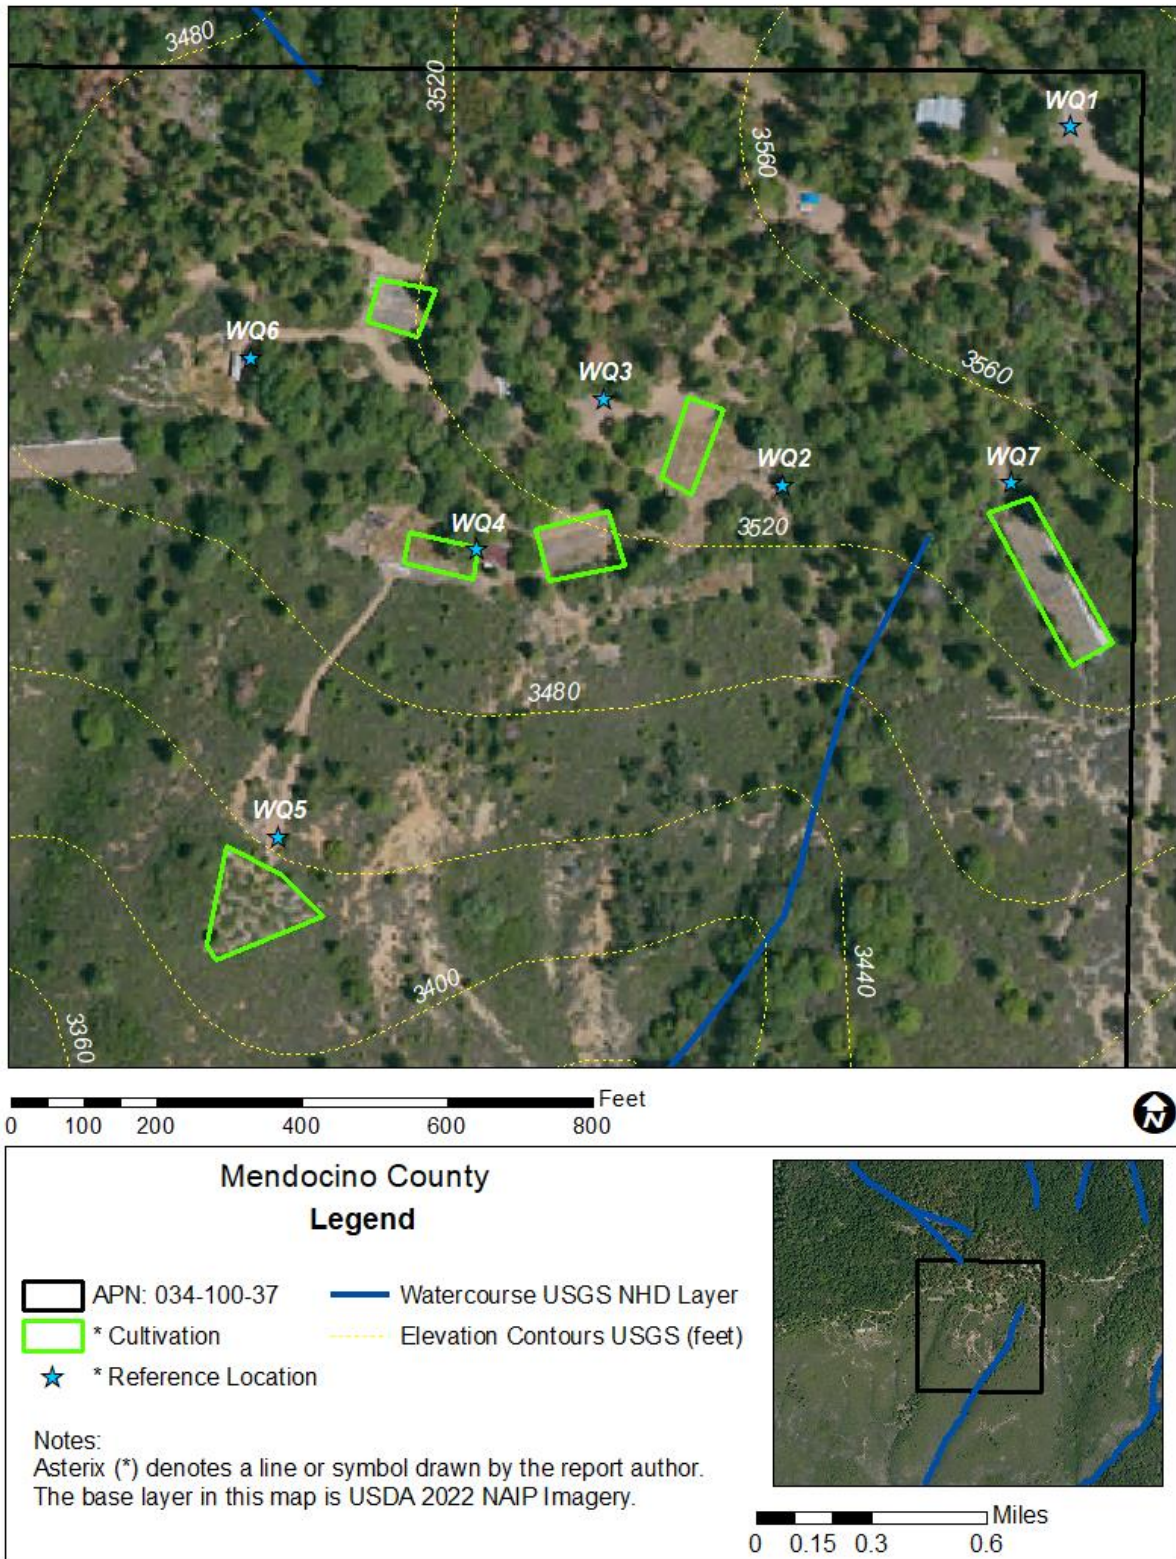 3480
3520
WQ1
3560
WQ6
WQ3
3560
WQ2
WQ7
WQ4
3520
3480
WQ5
3440
3400
3360
Feet
0 100 200 400 600 800
N
Mendocino County
Legend
APN: 034-100-37
Watercourse USGS NHD Layer
* Cultivation
Elevation Contours USGS (feet)
* Reference Location
Notes:
Asterix (*) denotes a line or symbol drawn by the report author.
The base layer in this map is USDA 2022 NAIP Imagery.
Miles
0 0.15 0.3 0.6